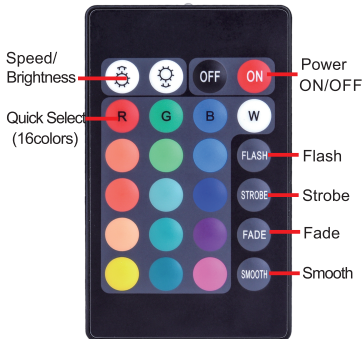 Speed/
Brightness
OFF
ON
Power
ON/OFF
Quick Select
(16colors)
R
G
B
W
FLASH
Flash
STROBE
Strobe
FADE
Fade
SMOOTH
Smooth